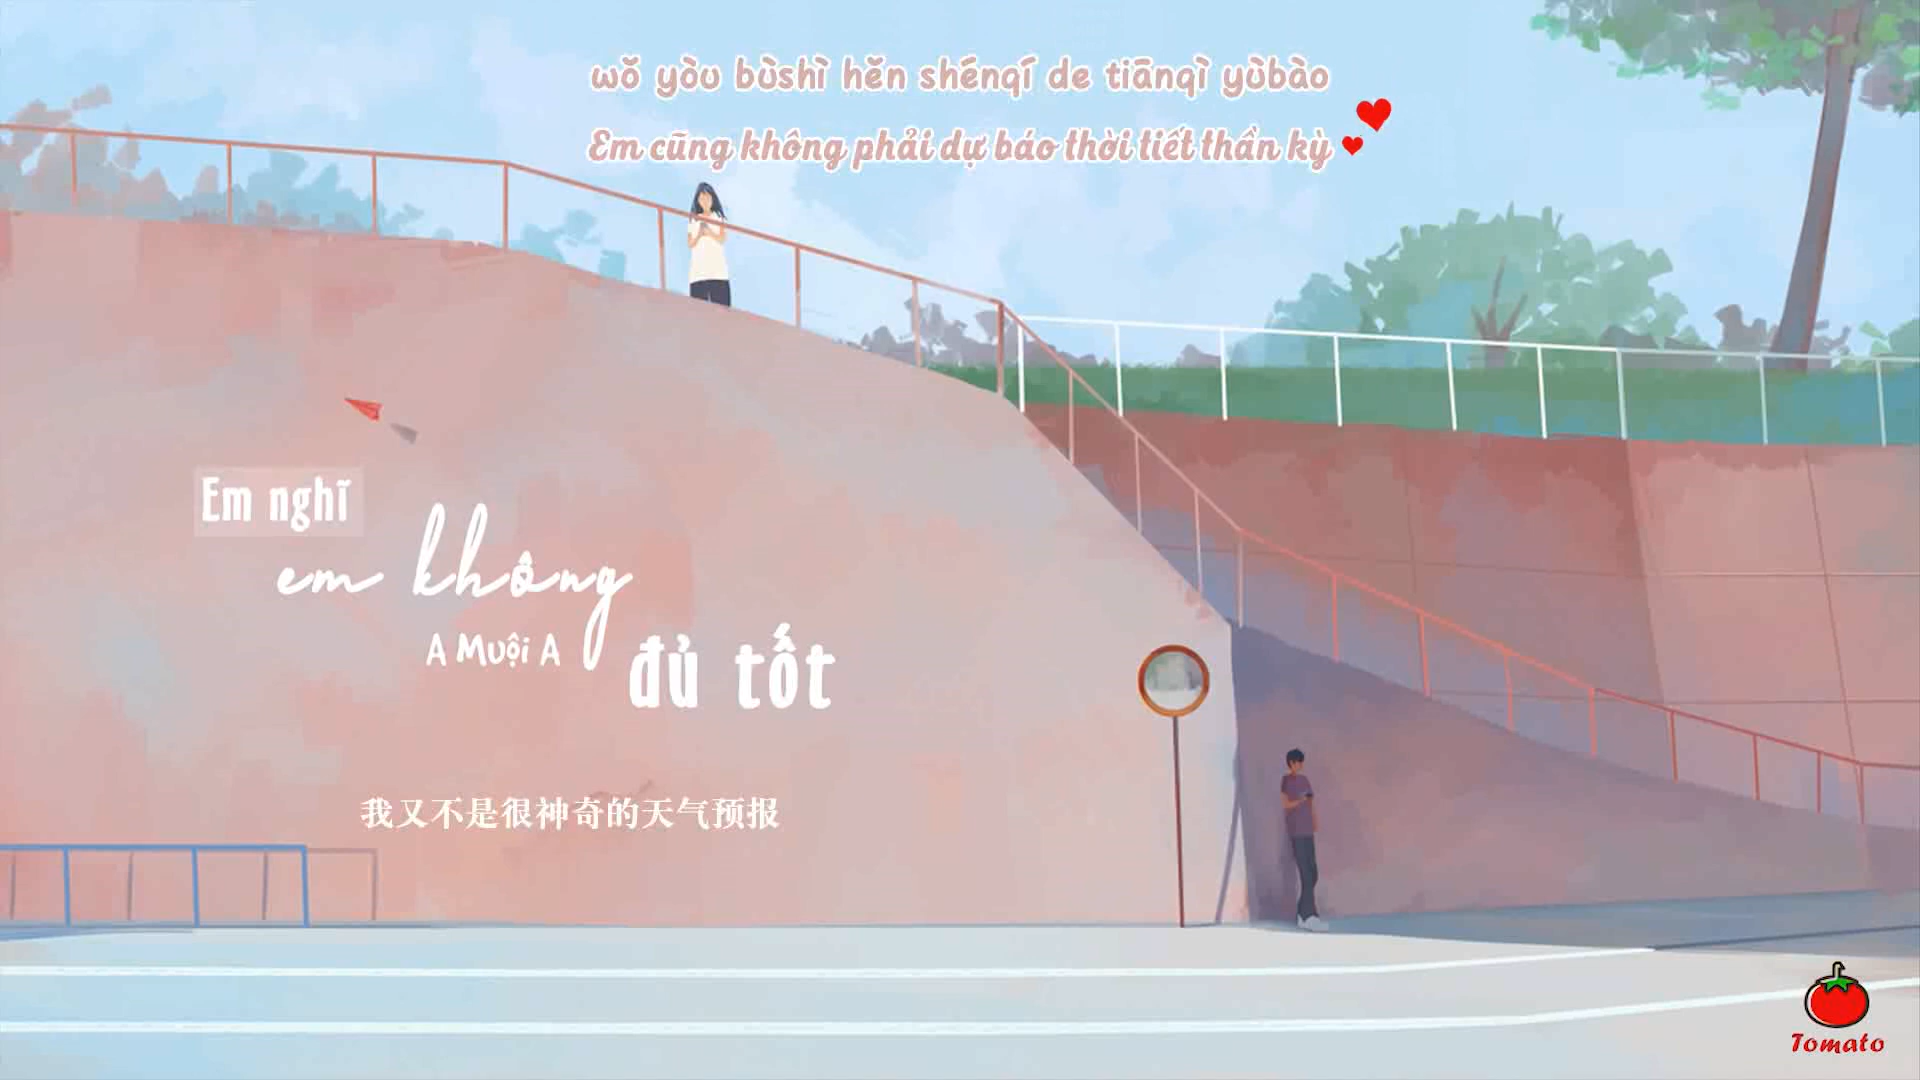 wǒ yòu bùshì hěn shénqí de tiānqì yùbào
Em cũng không phải dự báo thời tiết thần kỳ
Em nghĩ
em không
A Muội A
đủ tốt
我又不是很神奇的天气预报
Tomato